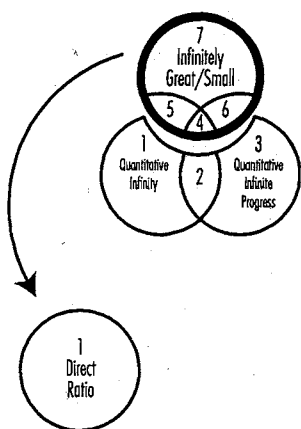 7
Infinitely
Great/Small
5
6
4
1
Quantitative
Infinity
2
3
Quantitative
Infinite
Progress
1
Direct
Ratio